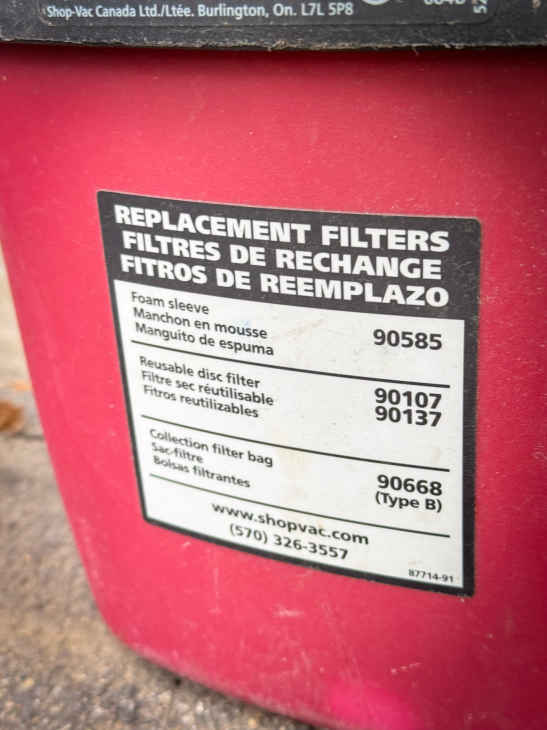 Shop-Vac Canada Ltd./Ltée. Burlington, On. L7L 5P8
REPLACEMENT FILTERS
FILTRES DE RECHANGE
FITROS DE REEMPLAZO
Foam sleeve
Manchon en mousse
Manguito de espuma
90585
Reusable disc filter
Filtre sec réutilisable
Fitros reutilizables
90107
90137
Collection filter bag
Sac-filtre
Bolsas filtrantes
90668
(Type B)
www.shopvac.com
(570) 326-3557
87714-91